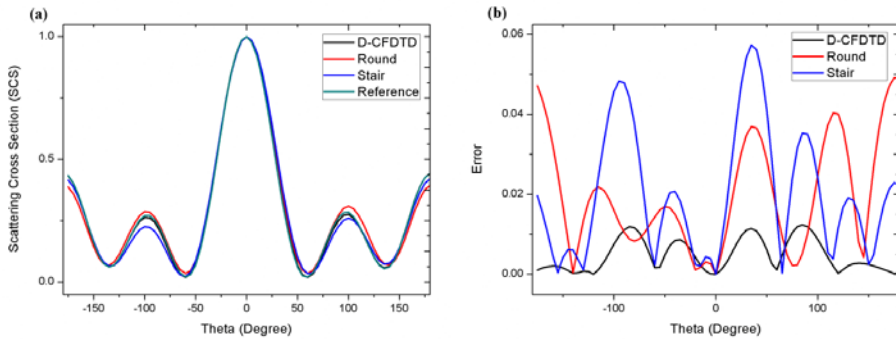 (a)
1.0
0.5
0.0
Scattering Cross Section (SCS)
D-CFDTD
Round
Stair
Reference
-150 -100 -50 0 50 100 150
Theta (Degree)
(b)
0.06
0.04
0.02
0.00
Error
D-CFDTD
Round
Stair
-100 0 100
Theta (Degree)